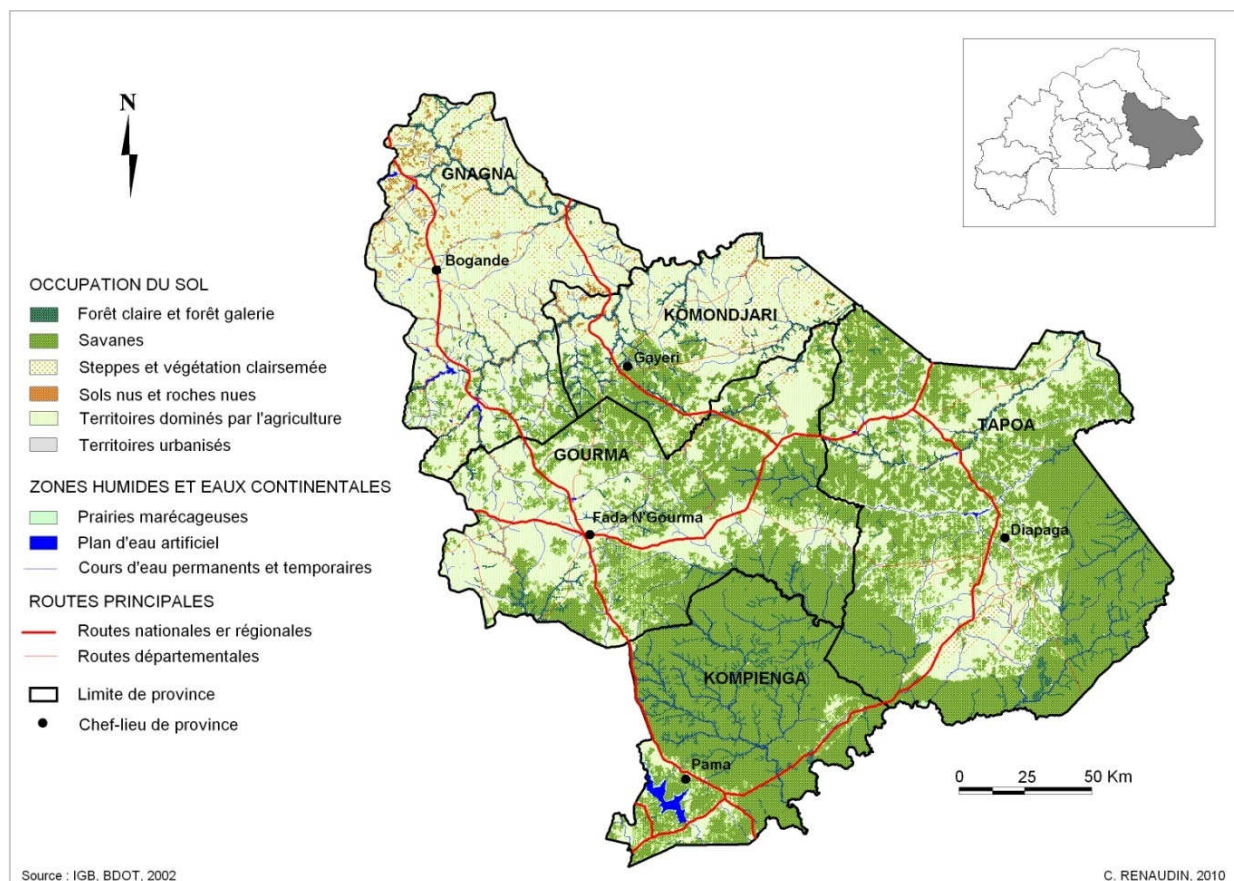 N
OCCUPATION DU SOL
Forêt claire et forêt galerie
Savanes
Steppes et végétation clairsemée
Sols nus et roches nues
Territoires dominés par l'agriculture
Territoires urbanisés
ZONES HUMIDES ET EAUX CONTINENTALES
Prairies marécageuses
Plan d'eau artificiel
Cours d'eau permanents et temporaires
ROUTES PRINCIPALES
Routes nationales er régionales
Routes départementales
Limite de province
Chef-lieu de province
GNAGNA
Bogande
KOMONDJARI
Gayeri
TAPOA
GOURMA
Fada N'Gourma
Diapaga
KOMPIENGA
Pama
0 25 50 Km
Source : IGB, BDOT, 2002
C. RENAUDIN, 2010